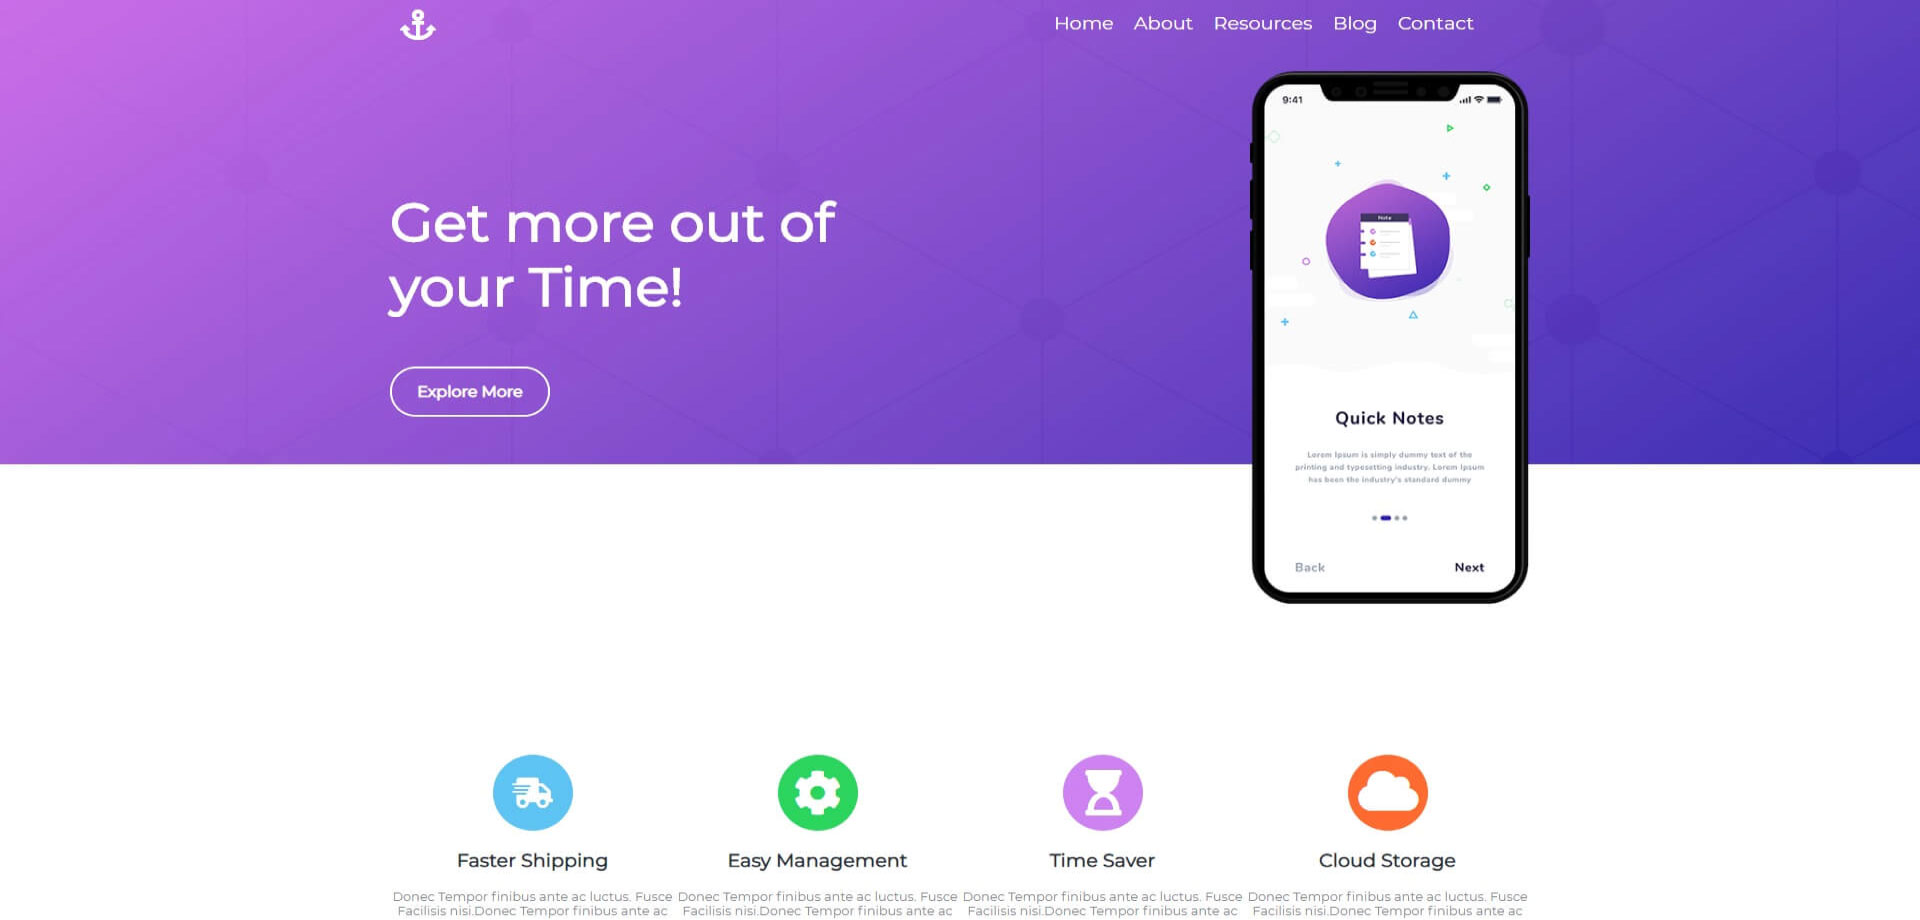 Home About Resources Blog Contact
Get more out of
your Time!
Explore More
9:41
Note
Quick Notes
Lorem Ipsum is simply dummy text of the
printing and typesetting industry. Lorem Ipsum
has been the industry's standard dummy
Back Next
Faster Shipping
Donec Tempor finibus ante ac luctus. Fusce
Facilisis nisi.Donec Tempor finibus ante ac
Easy Management
Donec Tempor finibus ante ac luctus. Fusce
Facilisis nisi.Donec Tempor finibus ante ac
Time Saver
Donec Tempor finibus ante ac luctus. Fusce
Facilisis nisi.Donec Tempor finibus ante ac
Cloud Storage
Donec Tempor finibus ante ac luctus. Fusce
Facilisis nisi.Donec Tempor finibus ante ac